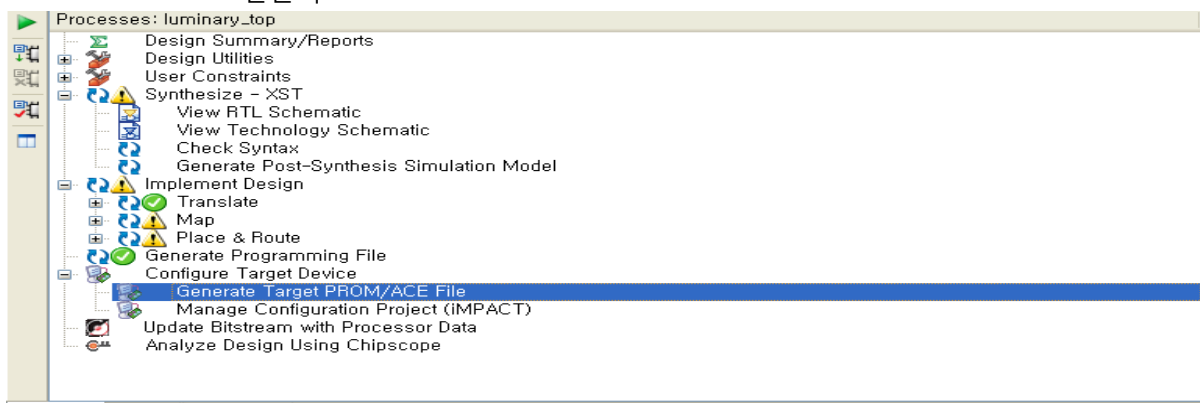 Processes: luminary_top
Design Summary/Reports
Design Utilities
User Constraints
Synthesize - XST
View RTL Schematic
View Technology Schematic
Check Syntax
Generate Post-Synthesis Simulation Model
Implement Design
Translate
Map
Place & Route
Generate Programming File
Configure Target Device
Generate Target PROM/ACE File
Manage Configuration Project (iMPACT)
Update Bitstream with Processor Data
Analyze Design Using Chipscope